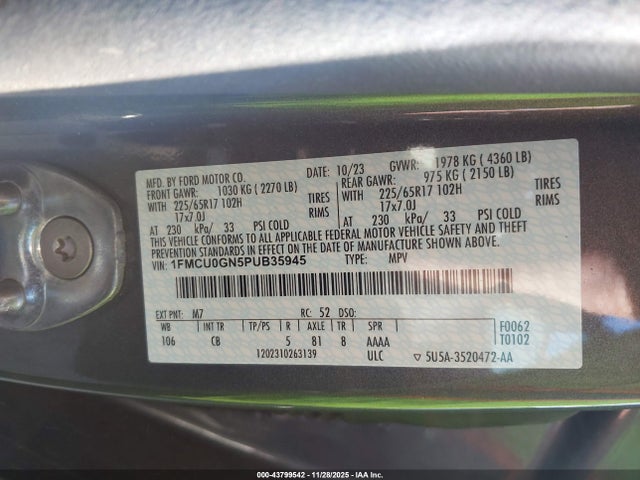 MFD. BY FORD MOTOR CO. DATE: 10/23 GVWR: 1978 KG ( 4360 LB)
FRONT GAWR: 1030 KG ( 2270 LB) REAR GAWR: 975 KG ( 2150 LB)
WITH 225/65R17 102H TIRES WITH 225/65R17 102H TIRES
17x7.0J RIMS 17x7.0J RIMS
AT 230 kPa/ 33 PSI COLD AT 230 kPa/ 33 PSI COLD
THIS VEHICLE CONFORMS TO ALL APPLICABLE FEDERAL MOTOR VEHICLE SAFETY AND THEFT
PREVENTION STANDARDS IN EFFECT ON THE DATE OF MANUFACTURE SHOWN ABOVE.
VIN: 1FMCU0GN5PUB35945 TYPE: MPV
EXT PNT: M7 RC: 52 DSO: F0062
WB INT TR TP/PS R AXLE TR SPR T0102
106 CB 5 81 8 AAAA
1202310263139 ULC ▽ 5U5A-3520472-AA
000-43799542 - 11/28/2025 - IAA Inc.